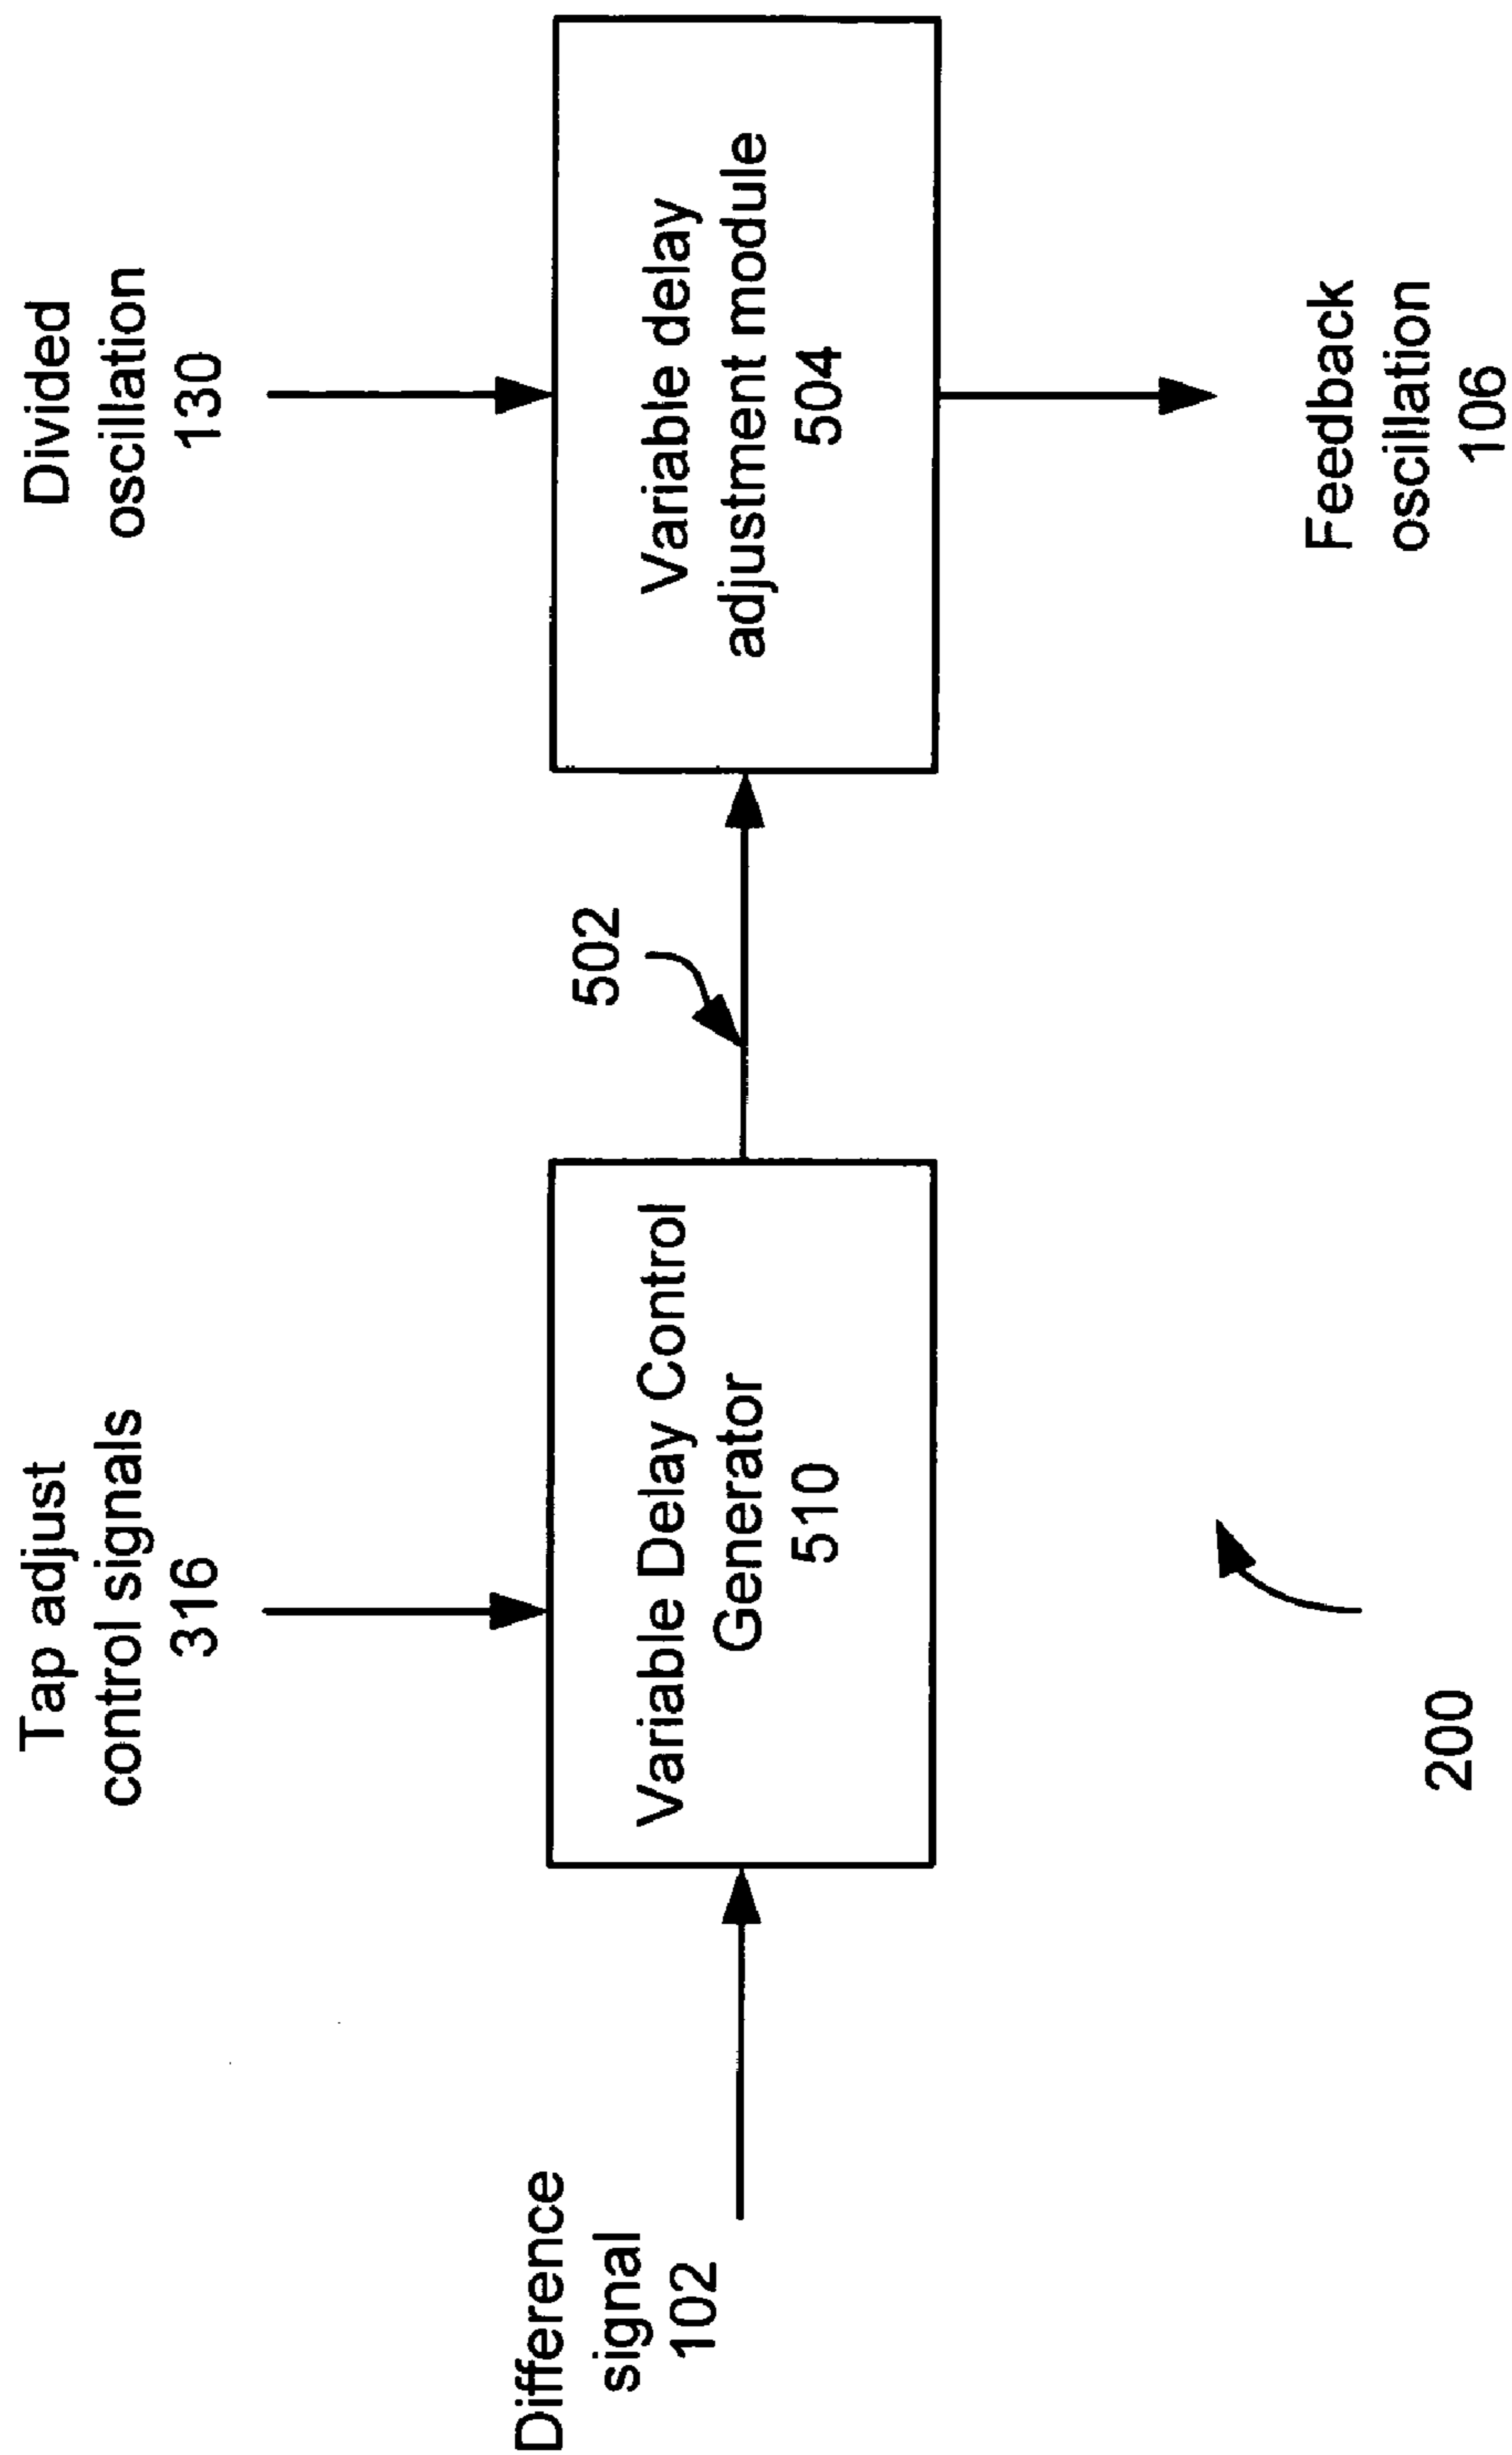 Tap adjust
control signals
316
Divided
oscillation
130
Difference
signal
102
Variable Delay Control
Generator
510
502
Variable delay
adjustment module
504
200
Feedback
oscillation
106